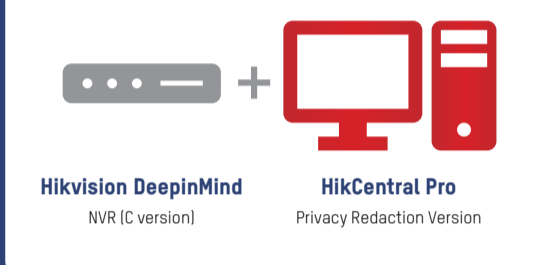 Hikvision DeepinMind
NVR (C version)
HikCentral Pro
Privacy Redaction Version